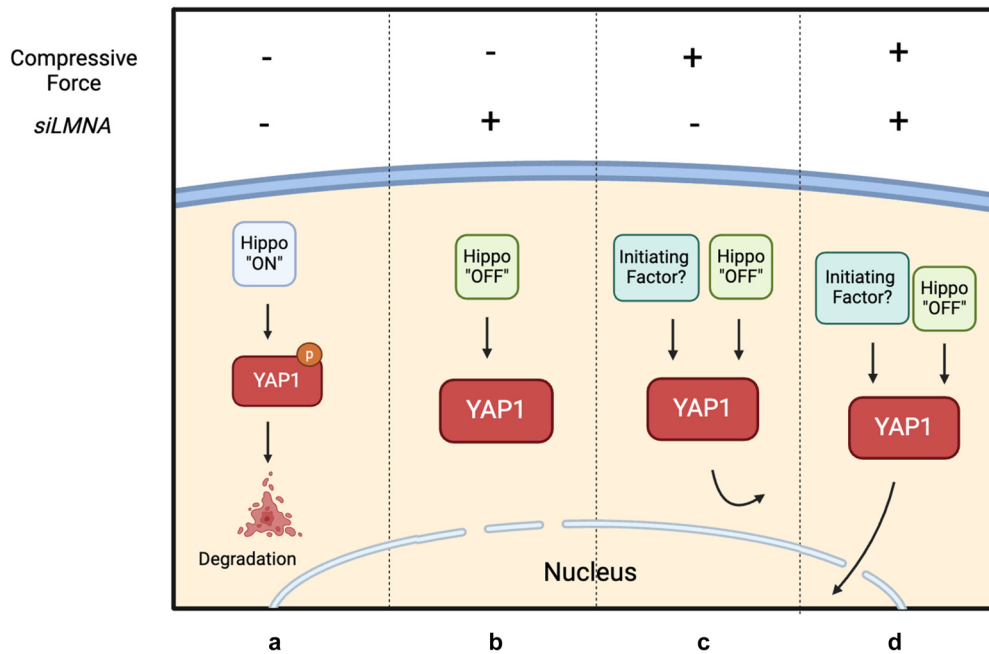 Compressive
Force
- - + +
siLMNA
- + - +
Hippo
"ON"
p
YAP1
Degradation
Hippo
"OFF"
YAP1
Initiating
Factor?
Hippo
"OFF"
YAP1
Initiating
Factor?
Hippo
"OFF"
YAP1
Nucleus
a b c d